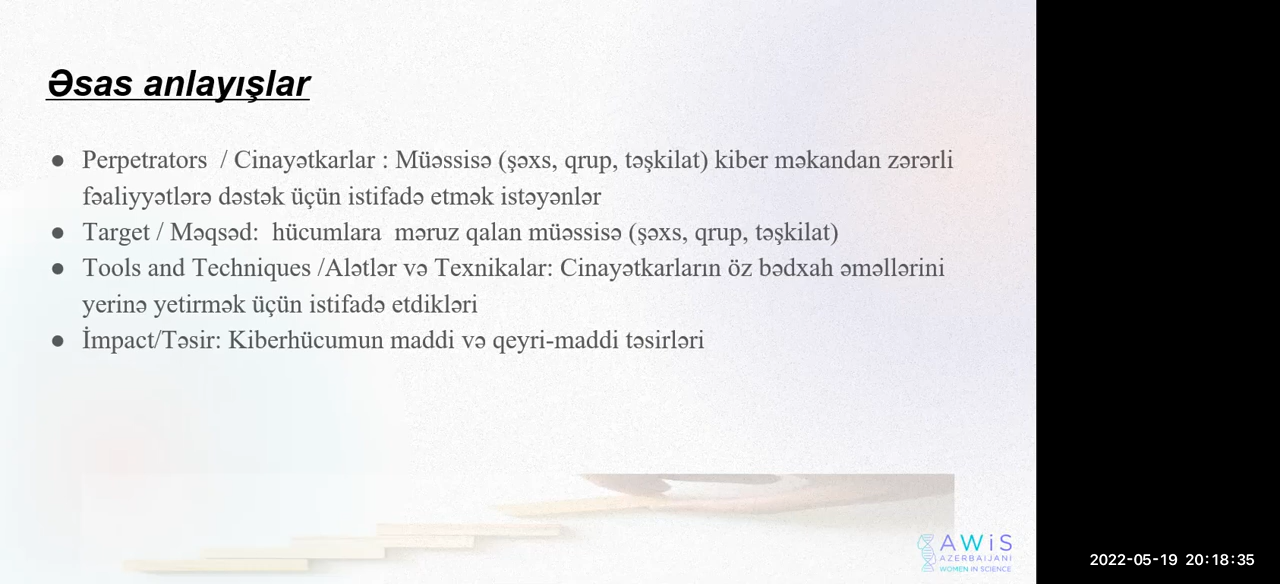 Əsas anlayışlar
● Perpetrators / Cinayətkarlar : Müəssisə (şəxs, qrup, təşkilat) kiber məkandan zərərli
fəaliyyətlərə dəstək üçün istifadə etmək istəyənlər
● Target / Məqsəd: hücumlara məruz qalan müəssisə (şəxs, qrup, təşkilat)
● Tools and Techniques /Alətlər və Texnikalar: Cinayətkarların öz bədxah əməllərini
yerinə yetirmək üçün istifadə etdikləri
● İmpact/Təsir: Kiberhücumun maddi və qeyri-maddi təsirləri
AWiS
AZERBAIJANI
WOMEN IN SCIENCE
2022-05-19 20:18:35